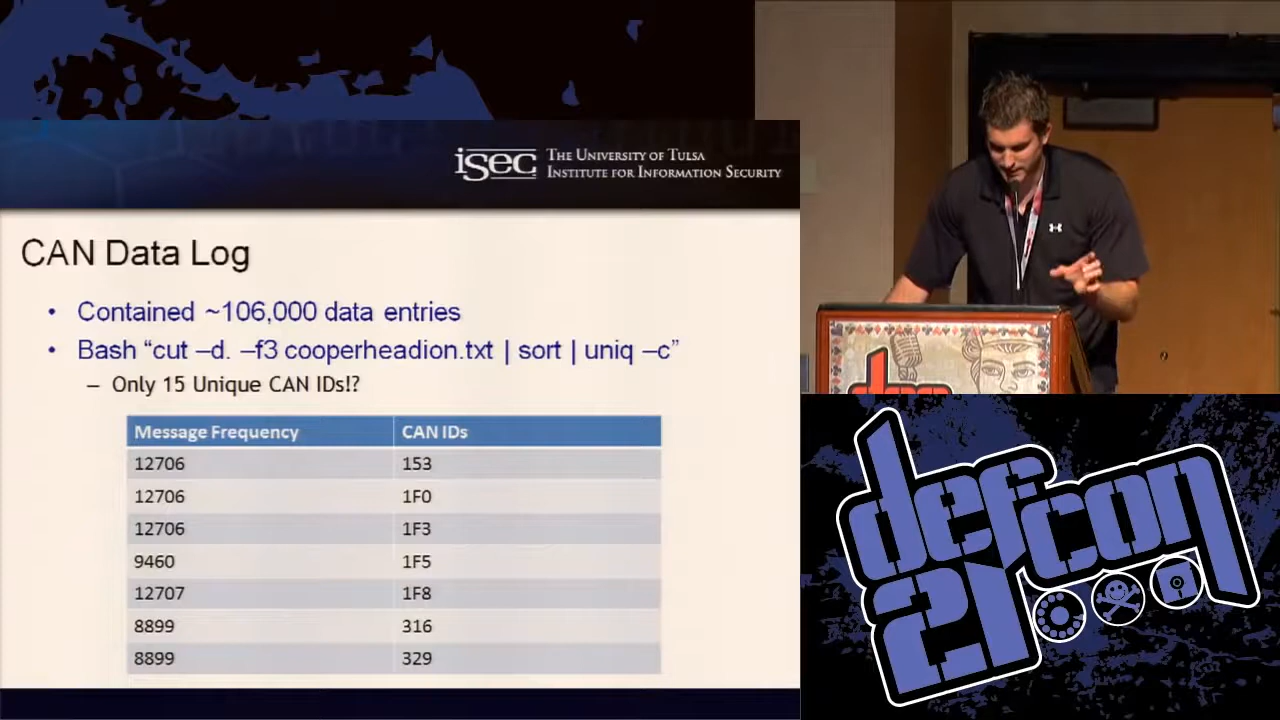 isec
THE UNIVERSITY OF TULSA
INSTITUTE FOR INFORMATION SECURITY
CAN Data Log
• Contained ~106,000 data entries
• Bash “cut –d. –f3 cooperheadion.txt | sort | uniq –c”
– Only 15 Unique CAN IDs!?
Message Frequency CAN IDs
12706 153
12706 1F0
12706 1F3
9460 1F5
12707 1F8
8899 316
8899 329
defcon
21